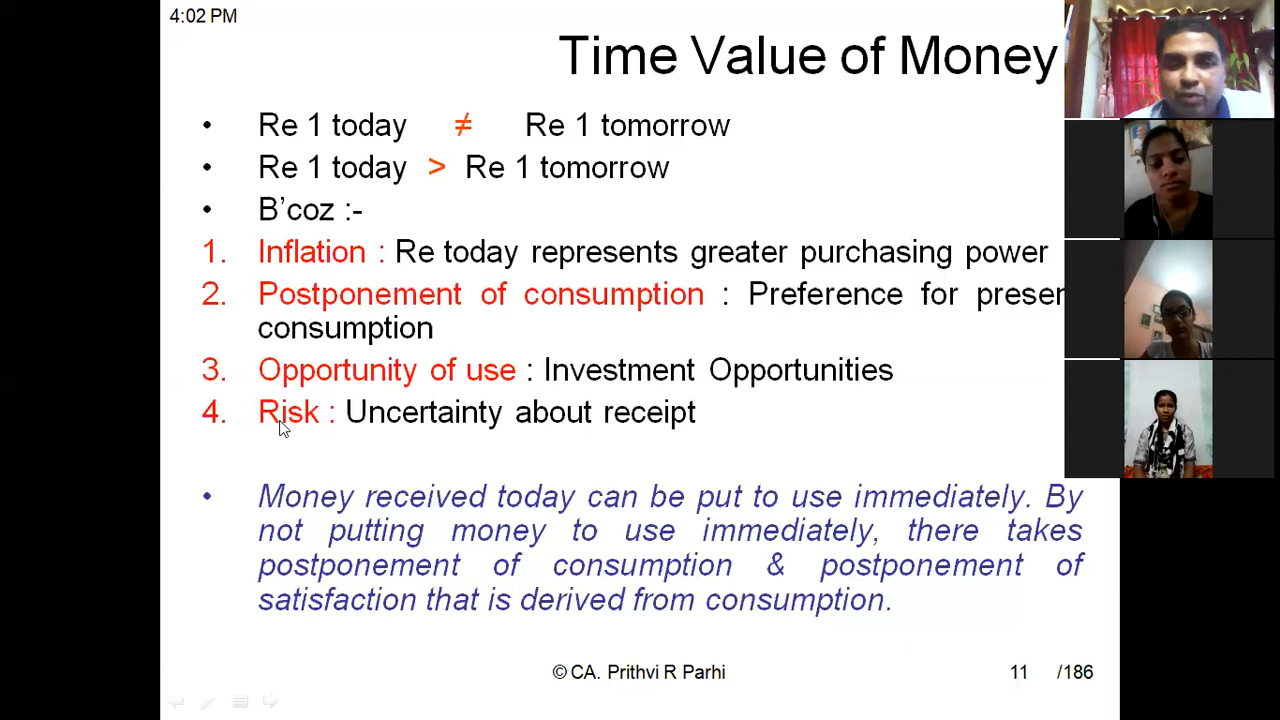 4:02 PM
Time Value of Money
• Re 1 today ≠ Re 1 tomorrow
• Re 1 today > Re 1 tomorrow
• B’coz :-
1. Inflation : Re today represents greater purchasing power
2. Postponement of consumption : Preference for presen
consumption
3. Opportunity of use : Investment Opportunities
4. Risk : Uncertainty about receipt
• Money received today can be put to use immediately. By
not putting money to use immediately, there takes
postponement of consumption & postponement of
satisfaction that is derived from consumption.
© CA. Prithvi R Parhi 11 /186